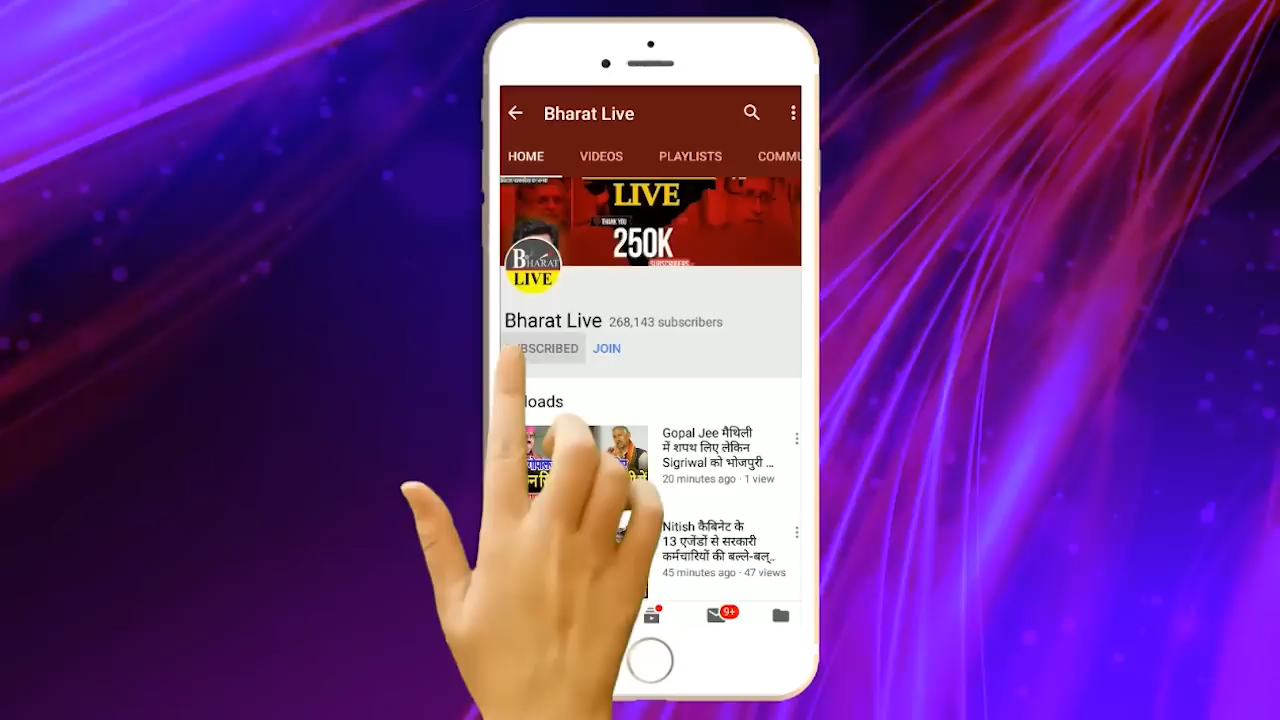 Bharat Live
HOME VIDEOS PLAYLISTS COMMU
LIVE
THANK YOU
250K
SUBSCRIBERS
BHARAT
LIVE
Bharat Live 268,143 subscribers
UBSCRIBED JOIN
loads
Gopal Jee मैथिली
में शपथ लिए लेकिन
Sigriwal को भोजपुरी ...
20 minutes ago · 1 view
Nitish कैबिनेट के
13 एजेंडों से सरकारी
कर्मचारियों की बल्ले-बल्..
45 minutes ago · 47 views
9+